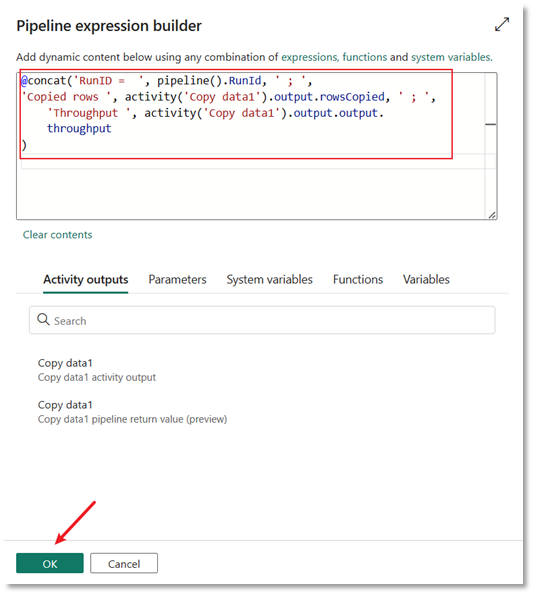 Pipeline expression builder
Add dynamic content below using any combination of expressions, functions and system variables.
@concat('RunID =  ', pipeline().RunId, ' ; ',
'Copied rows ', activity('Copy data1').output.rowsCopied, ' ; ',
'Throughput ', activity('Copy data1').output.output.
throughput
)
Clear contents
Activity outputs Parameters System variables Functions Variables
Search
Copy data1
Copy data1 activity output
Copy data1
Copy data1 pipeline return value (preview)
OK Cancel